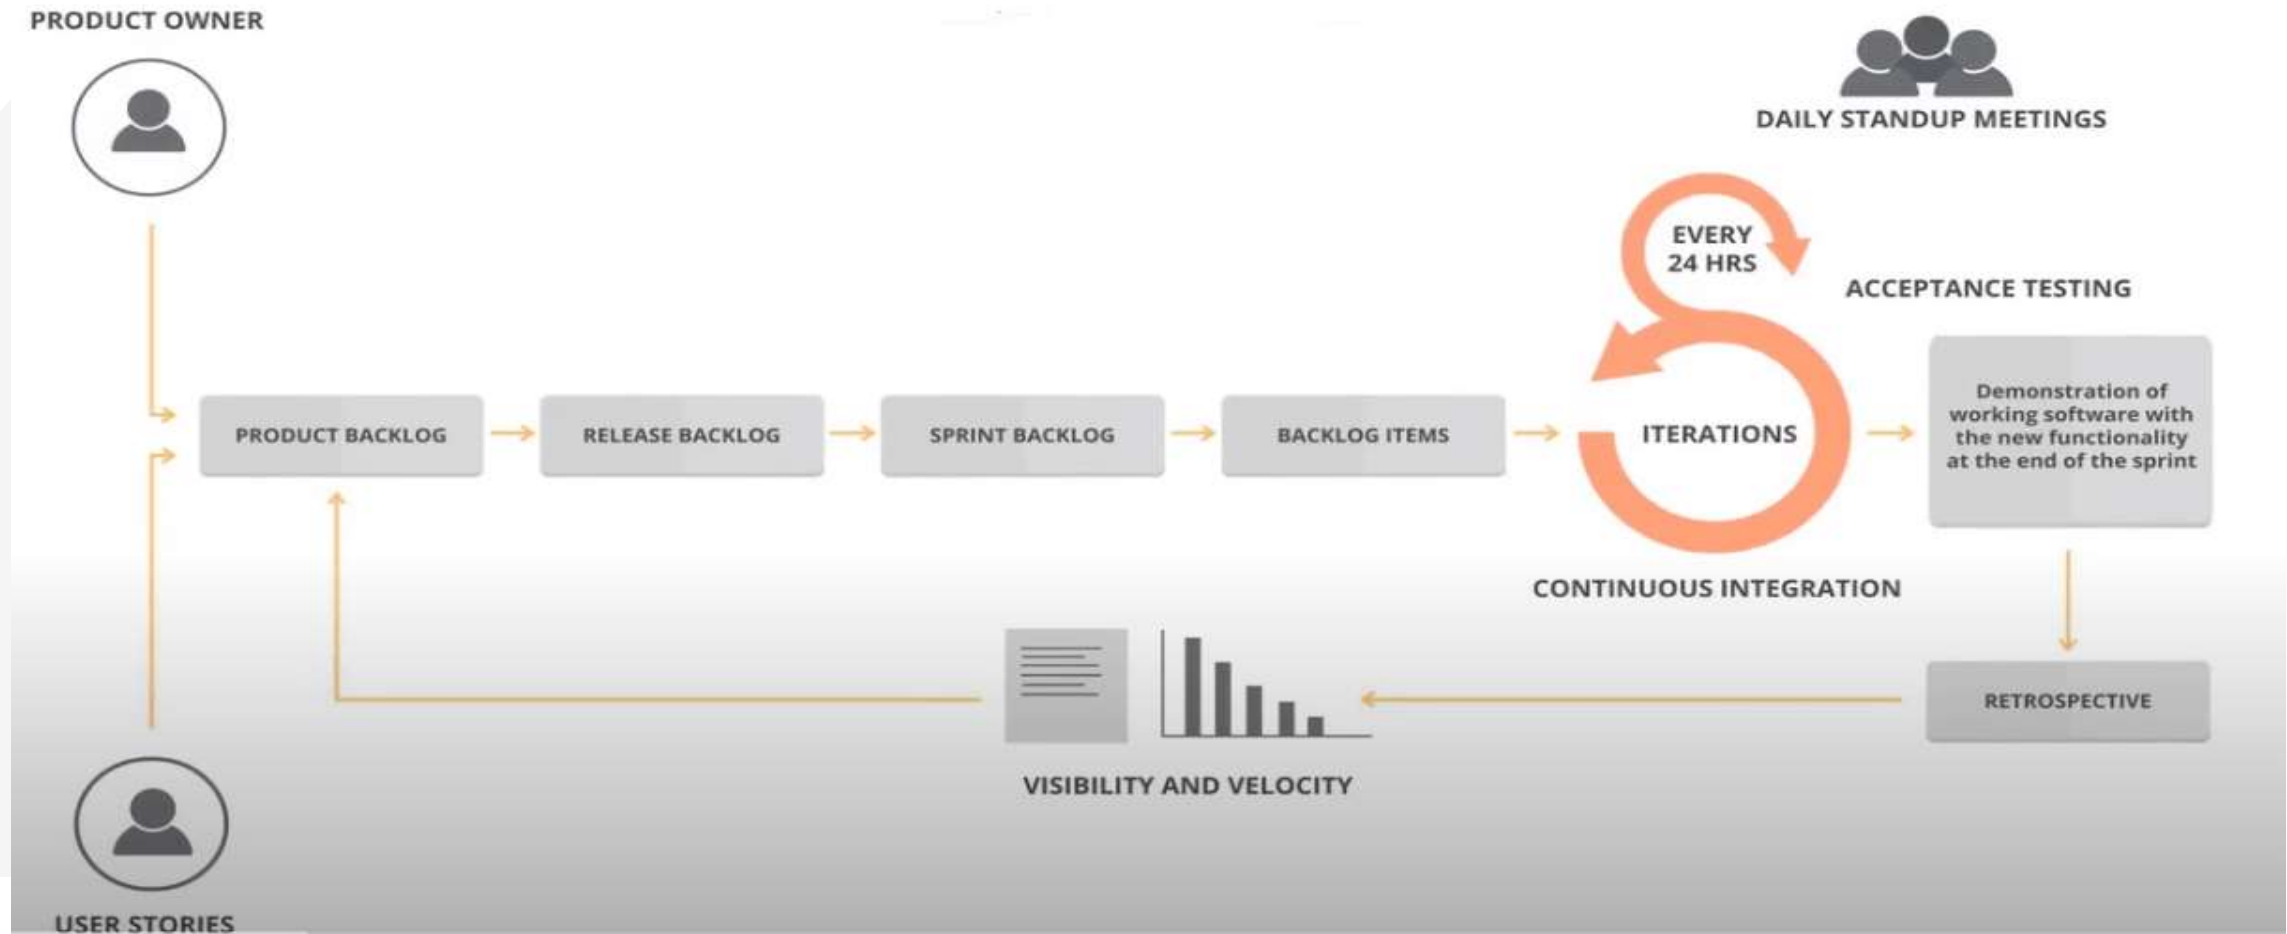 PRODUCT OWNER
DAILY STANDUP MEETINGS
EVERY
24 HRS
ACCEPTANCE TESTING
PRODUCT BACKLOG
RELEASE BACKLOG
SPRINT BACKLOG
BACKLOG ITEMS
ITERATIONS
Demonstration of
working software with
the new functionality
at the end of the sprint
CONTINUOUS INTEGRATION
RETROSPECTIVE
VISIBILITY AND VELOCITY
USER STORIES